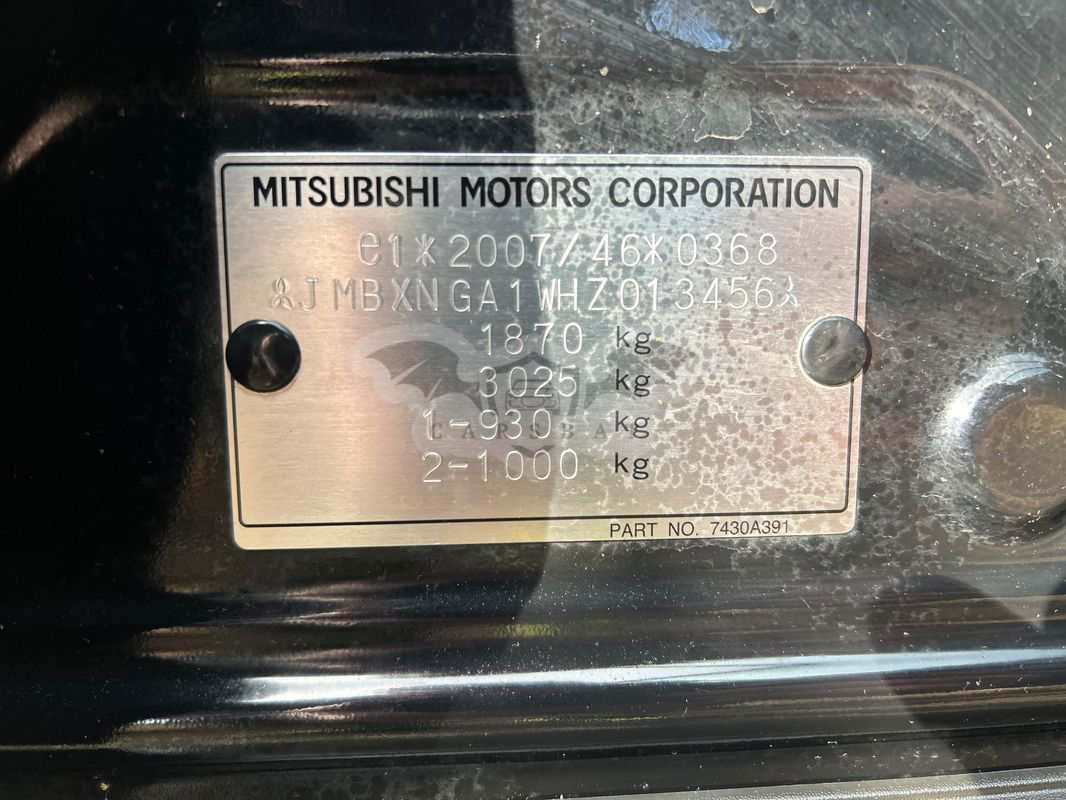 MITSUBISHI MOTORS CORPORATION
e1*2007/46*0368
JMBXNGA1WHZ013456
1870 kg
3025 kg
1-930 kg
2-1000 kg
PART NO. 7430A391